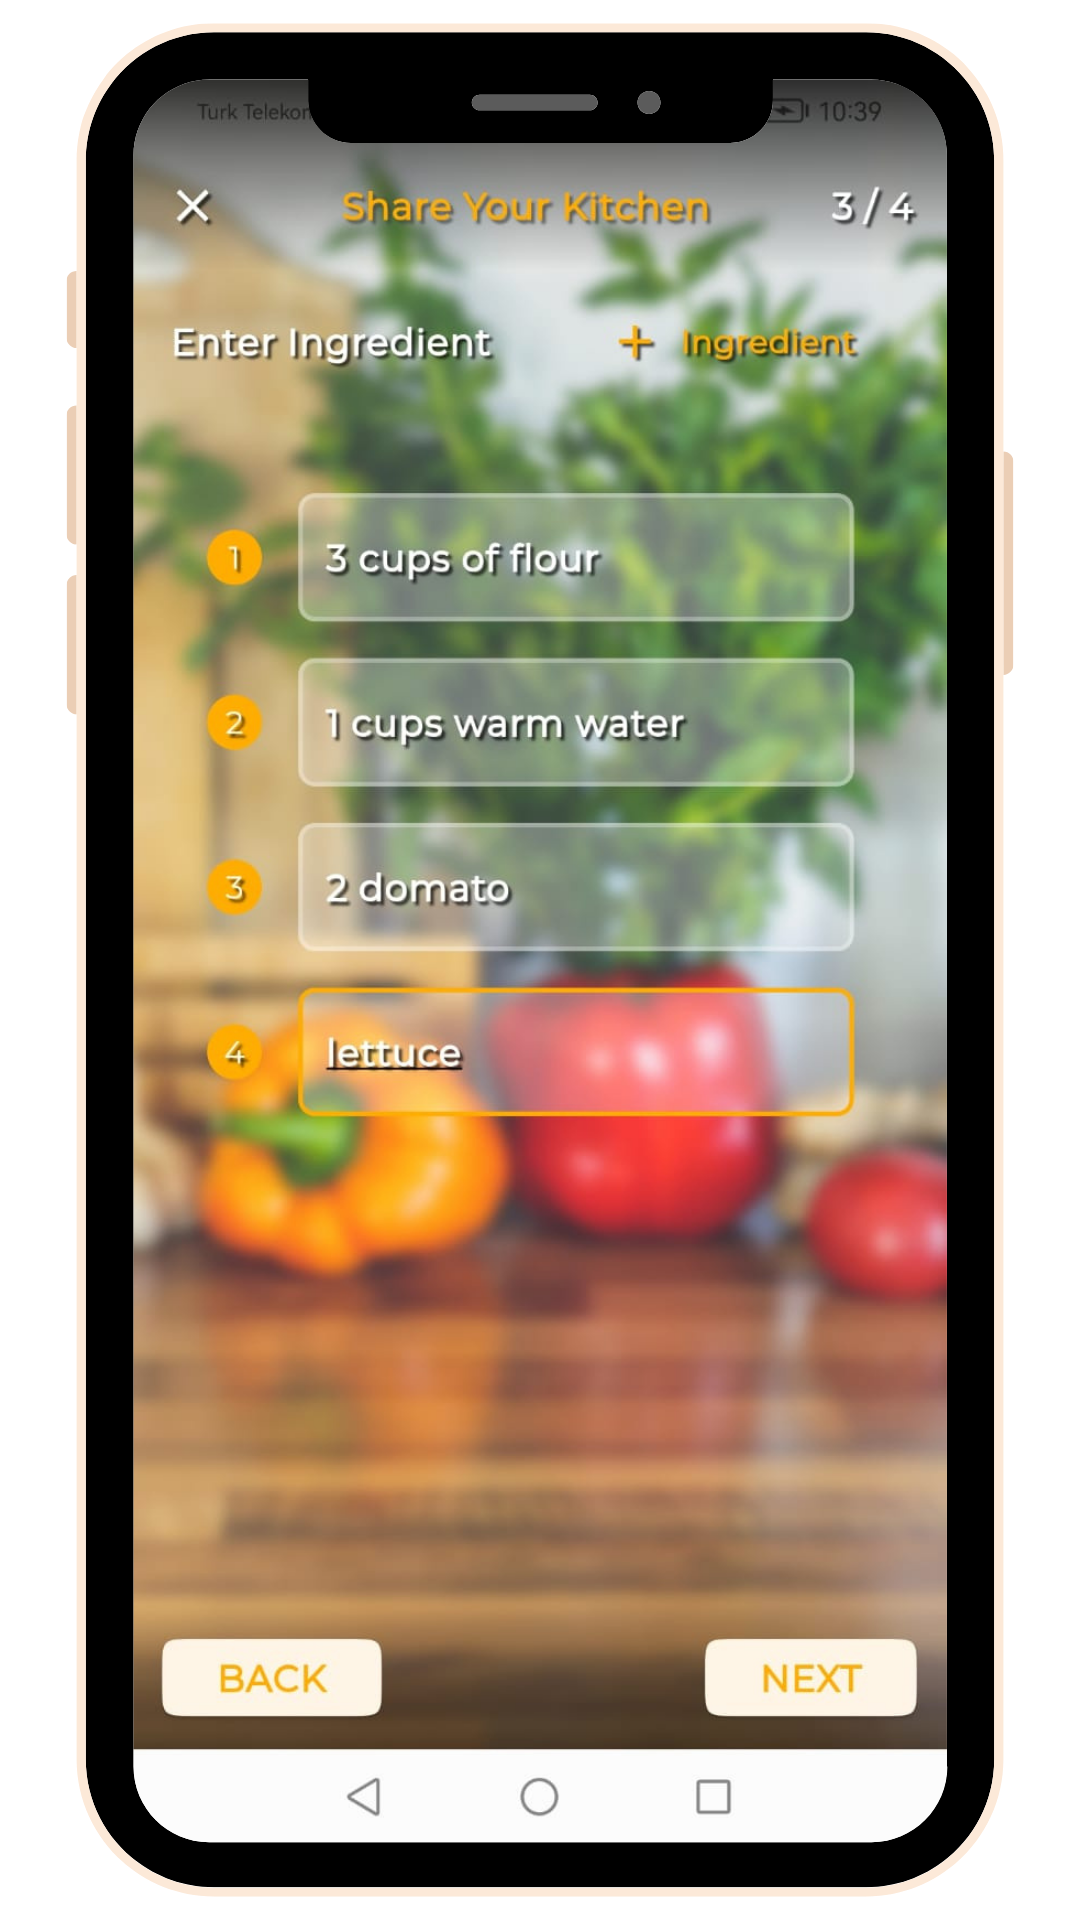 Turk Teleko
10:39
Share Your Kitchen
3 / 4
Enter Ingredient
+ Ingredient
1
3 cups of flour
2
1 cups warm water
3
2 domato
4
lettuce
BACK
NEXT